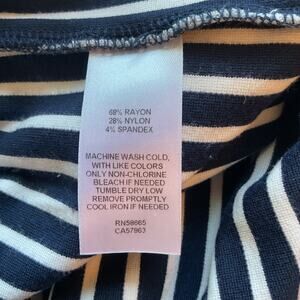 68% RAYON
28% NYLON
4% SPANDEX
MACHINE WASH COLD,
WITH LIKE COLORS
ONLY NON-CHLORINE
BLEACH IF NEEDED
TUMBLE DRY LOW
REMOVE PROMPTLY
COOL IRON IF NEEDED
RN58665
CA57963